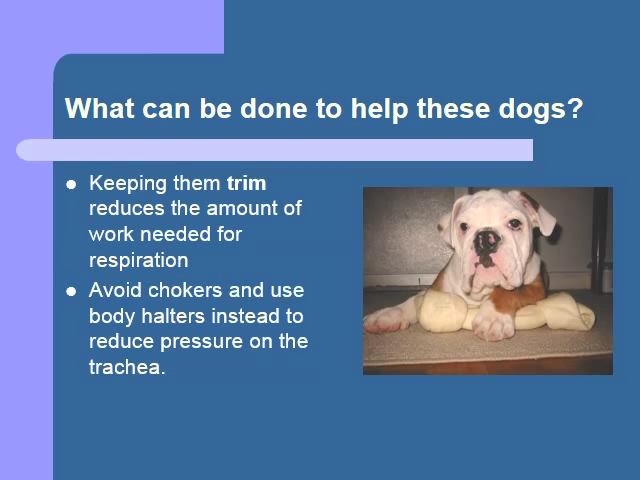 What can be done to help these dogs?
Keeping them trim
reduces the amount of
work needed for
respiration
Avoid chokers and use
body halters instead to
reduce pressure on the
trachea.